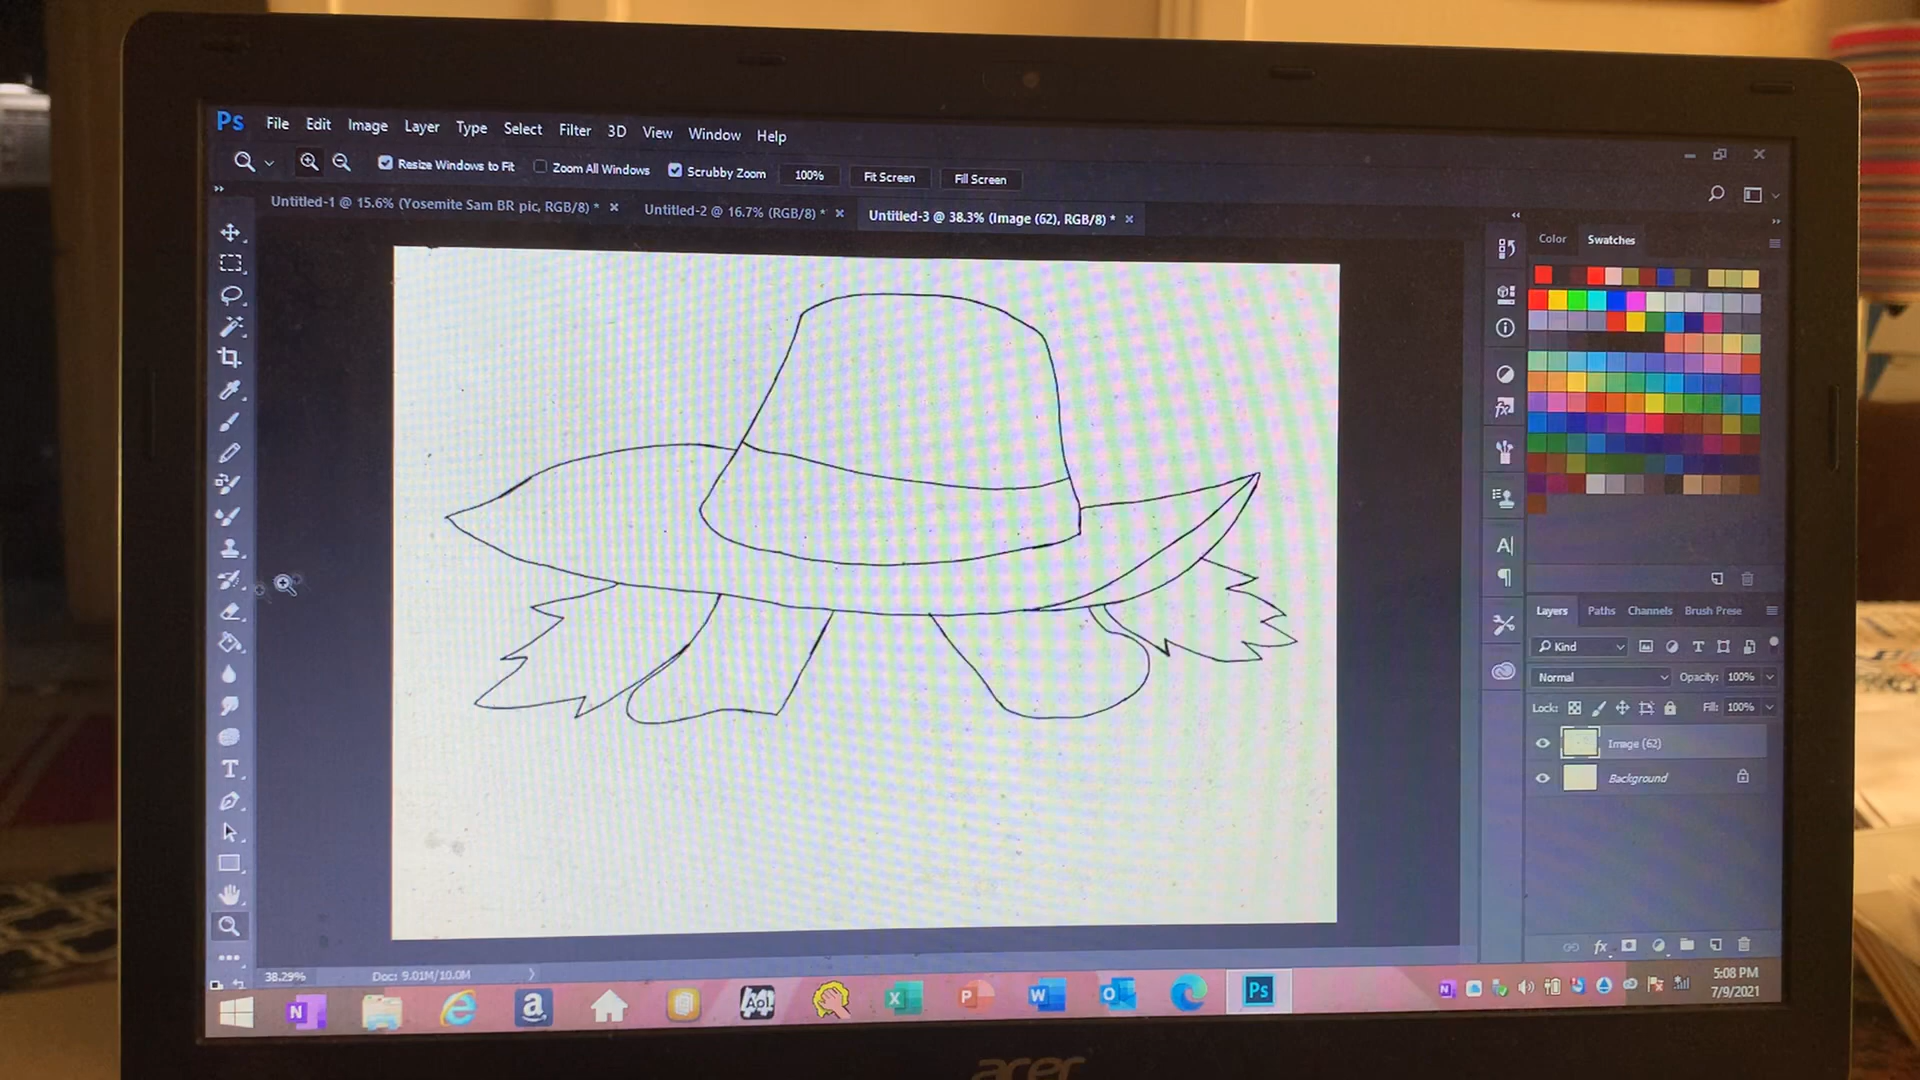 Ps File Edit Image Layer Type Select Filter 3D View Window Help
Resize Windows to Fit Zoom All Windows Scrubby Zoom 100% Fit Screen Fill Screen
Untitled-1 @ 15.6% (Yosemite Sam BR pic, RGB/8) * × Untitled-2 @ 16.7% (RGB/8) * × Untitled-3 @ 38.3% (Image (62), RGB/8) * ×
Color Swatches
A|
Layers Paths Channels Brush Prese
Kind
Normal Opacity: 100%
Lock: Fill: 100%
Image (62)
Background
fx
T
38.29% Doc: 9.01M/10.0M
N a Aol X P W O Ps N 5:08 PM
7/9/2021
acer